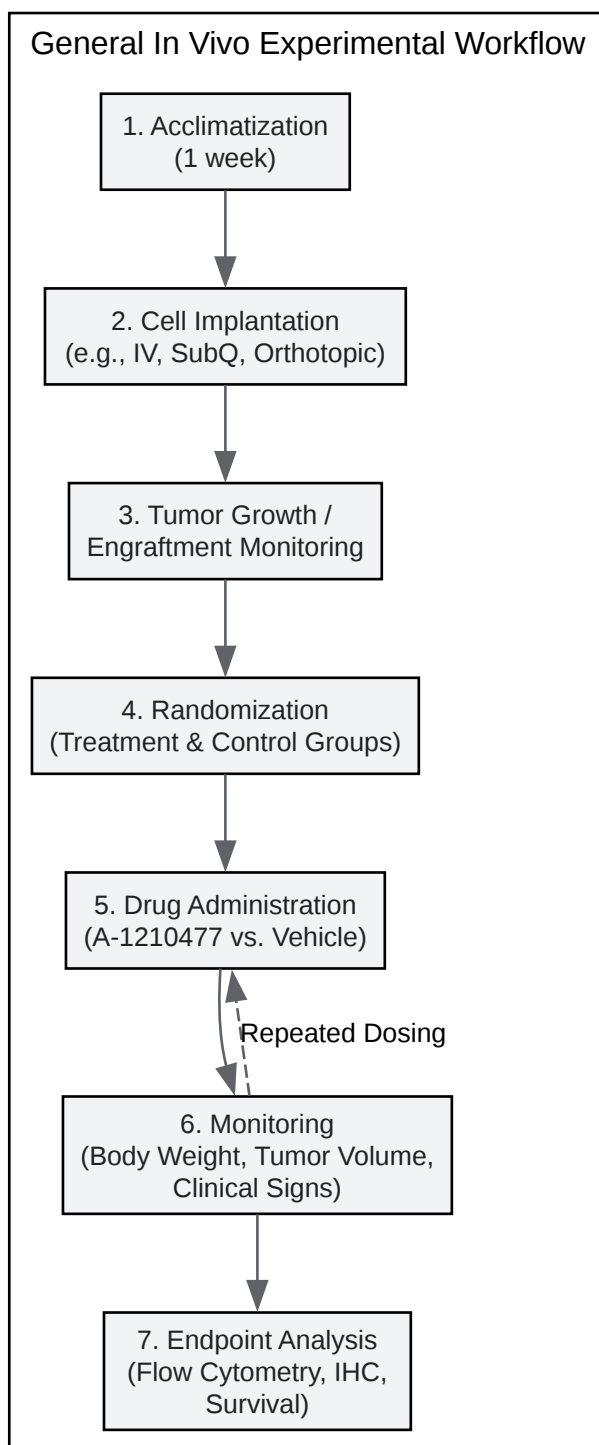 General In Vivo Experimental Workflow
1. Acclimatization
(1 week)
2. Cell Implantation
(e.g., IV, SubQ, Orthotopic)
3. Tumor Growth /
Engraftment Monitoring
4. Randomization
(Treatment & Control Groups)
5. Drug Administration
(A-1210477 vs. Vehicle)
Repeated Dosing
6. Monitoring
(Body Weight, Tumor Volume,
Clinical Signs)
7. Endpoint Analysis
(Flow Cytometry, IHC,
Survival)